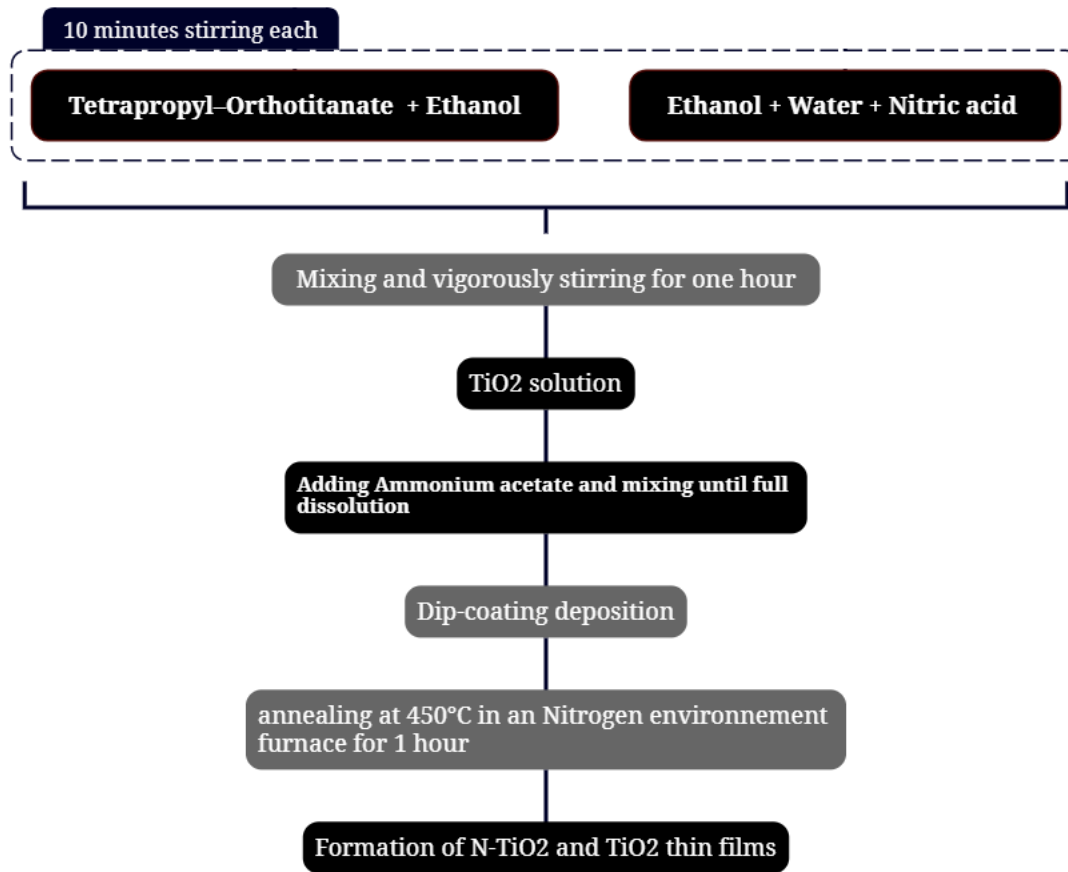 10 minutes stirring each
Tetrapropyl–Orthotitanate + Ethanol
Ethanol + Water + Nitric acid
Mixing and vigorously stirring for one hour
TiO2 solution
Adding Ammonium acetate and mixing until full
dissolution
Dip-coating deposition
annealing at 450°C in an Nitrogen environnement
furnace for 1 hour
Formation of N-TiO2 and TiO2 thin films